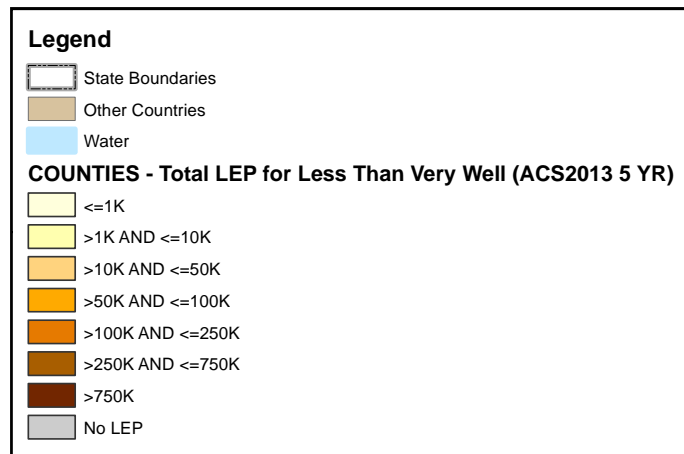 Legend
State Boundaries
Other Countries
Water
COUNTIES - Total LEP for Less Than Very Well (ACS2013 5 YR)
<=1K
>1K AND <=10K
>10K AND <=50K
>50K AND <=100K
>100K AND <=250K
>250K AND <=750K
>750K
No LEP